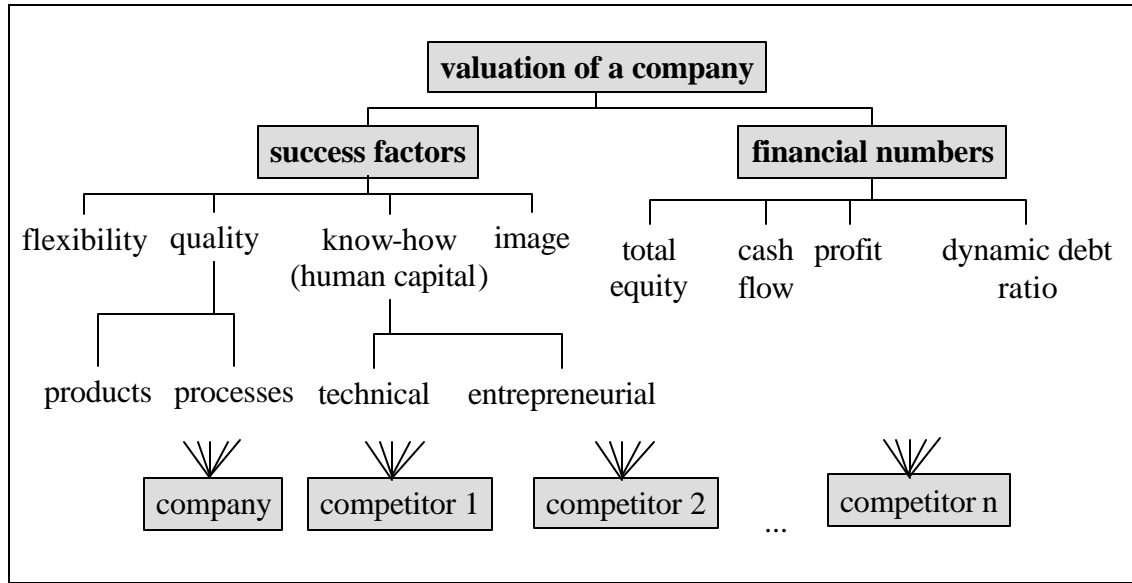 valuation of a company
success factors
financial numbers
flexibility
quality
know-how
(human capital)
image
total
equity
cash
flow
profit
dynamic debt
ratio
products
processes
technical
entrepreneurial
company
competitor 1
competitor 2
...
competitor n